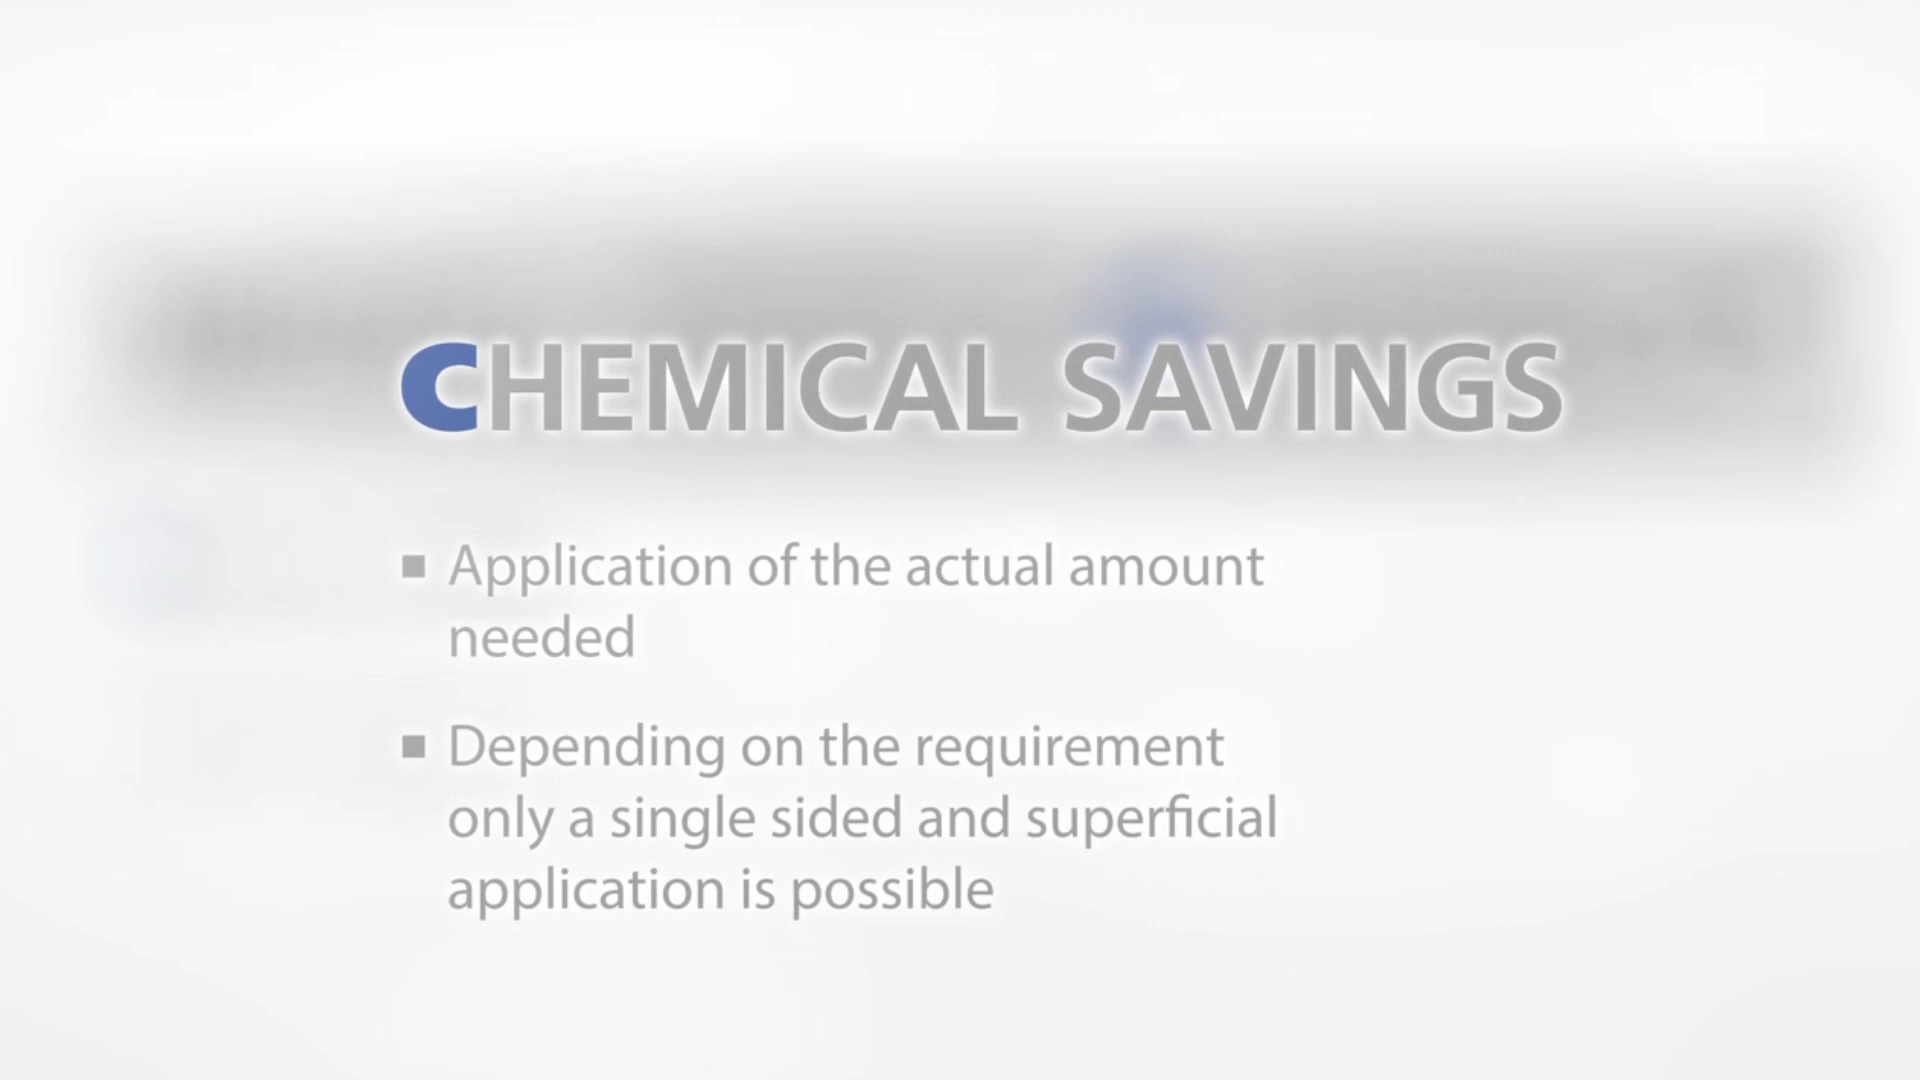 CHEMICAL SAVINGS
■ Application of the actual amount
needed
■ Depending on the requirement
only a single sided and superficial
application is possible